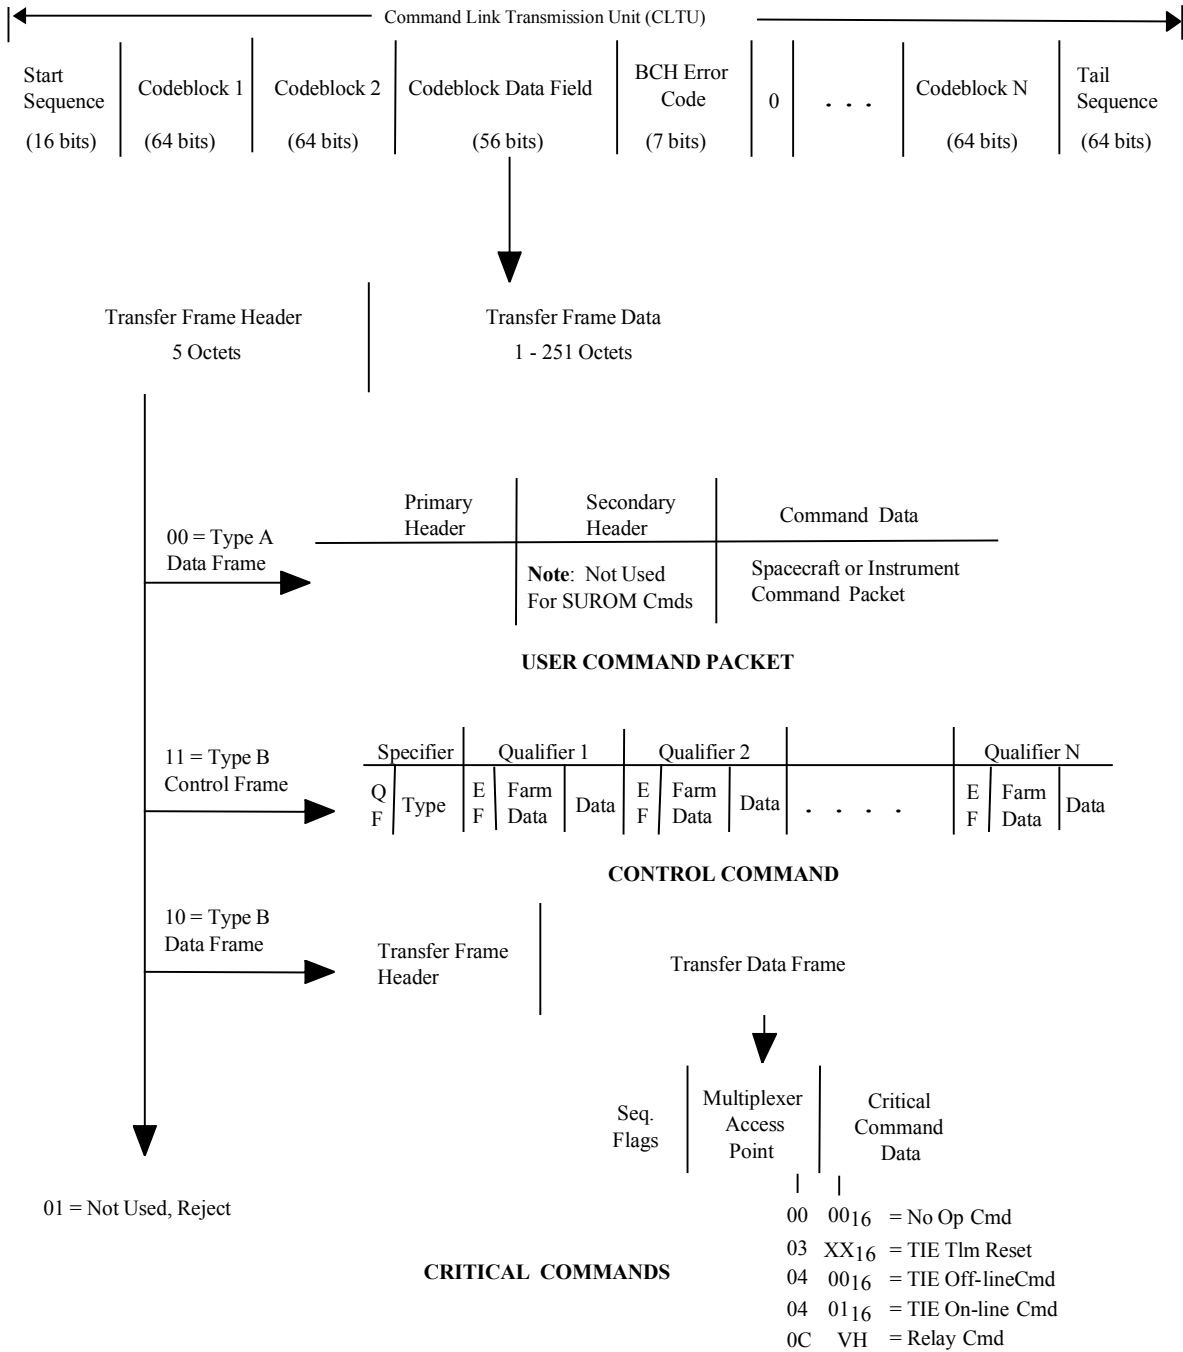 Command Link Transmission Unit (CLTU)
Start Sequence (16 bits)
Codeblock 1 (64 bits)
Codeblock 2 (64 bits)
Codeblock Data Field (56 bits)
BCH Error Code (7 bits)
0
. . .
Codeblock N (64 bits)
Tail Sequence (64 bits)
Transfer Frame Header
5 Octets
Transfer Frame Data
1 - 251 Octets
00 = Type A
Data Frame
Primary
Header
Secondary
Header
Command Data
Note: Not Used
For SUROM Cmds
Spacecraft or Instrument
Command Packet
USER COMMAND PACKET
11 = Type B
Control Frame
Specifier
Qualifier 1
Qualifier 2
Qualifier N
Q F
Type
E F
Farm Data
Data
E F
Farm Data
Data
. . . .
E F
Farm Data
Data
CONTROL COMMAND
10 = Type B
Data Frame
Transfer Frame
Header
Transfer Data Frame
Seq.
Flags
Multiplexer
Access
Point
Critical
Command
Data
01 = Not Used, Reject
00 0016 = No Op Cmd
03 XX16 = TIE Tlm Reset
04 0016 = TIE Off-lineCmd
04 0116 = TIE On-line Cmd
0C VH = Relay Cmd
CRITICAL COMMANDS